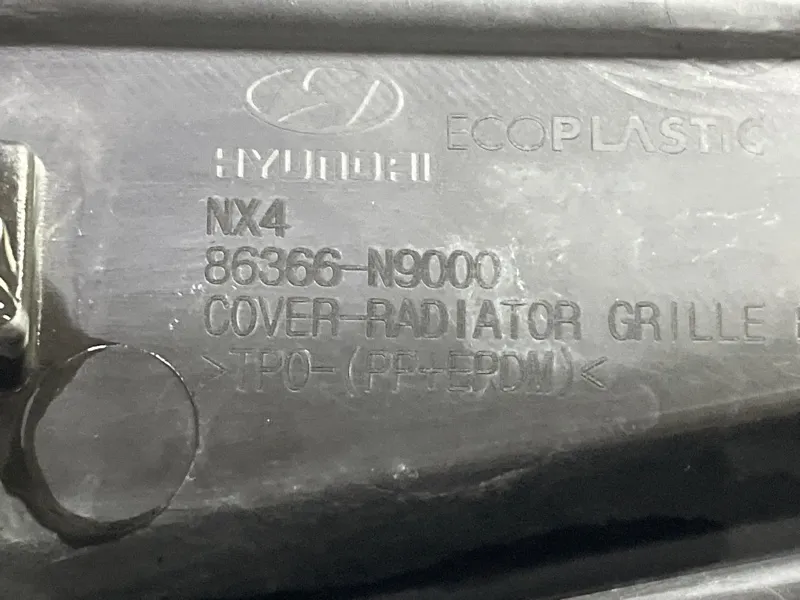 ECOPLASTIC
HYUNDAI
NX4
86366-N9000
COVER-RADIATOR GRILLE
>TPO-(PP+EPDM)<